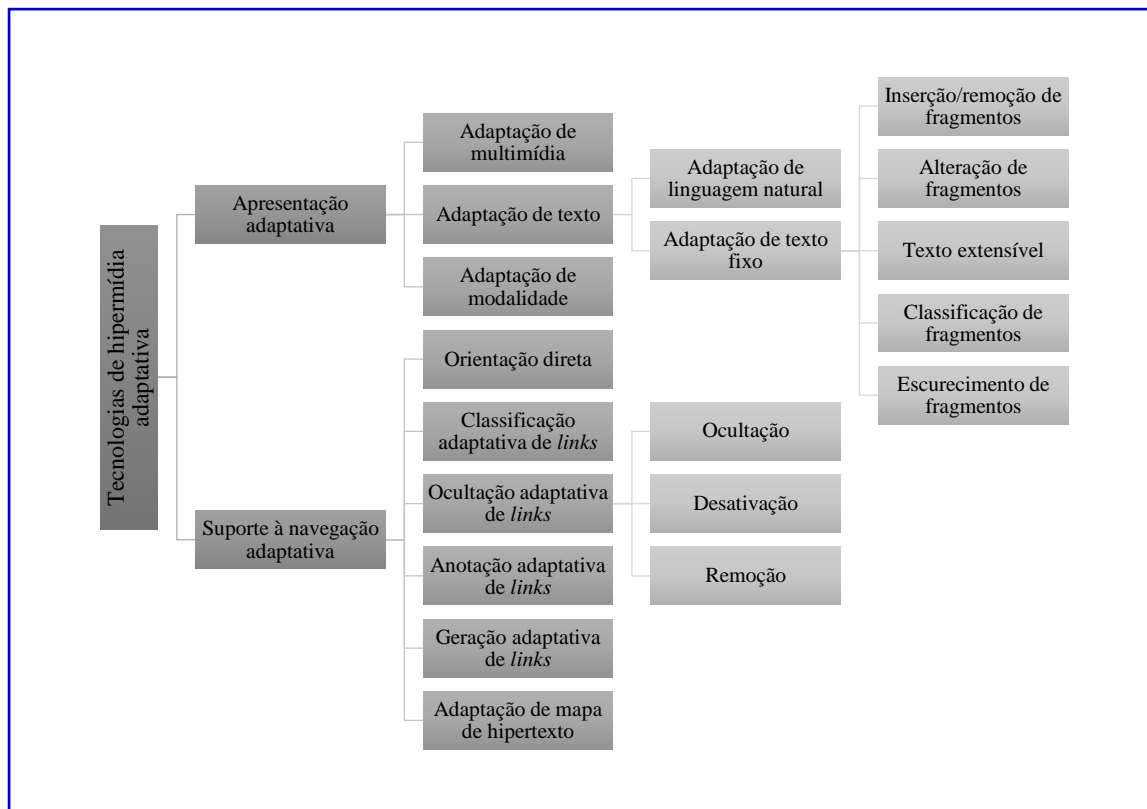 Tecnologias de hipermídia
adaptativa
Apresentação
adaptativa
Adaptação de
multimídia
Adaptação de texto
Adaptação de
linguagem natural
Adaptação de texto
fixo
Inserção/remoção de
fragmentos
Alteração de
fragmentos
Texto extensível
Classificação de
fragmentos
Escurecimento de
fragmentos
Adaptação de
modalidade
Suporte à navegação
adaptativa
Orientação direta
Classificação
adaptativa de links
Ocultação adaptativa
de links
Ocultação
Desativação
Remoção
Anotação adaptativa
de links
Geração adaptativa
de links
Adaptação de mapa
de hipertexto